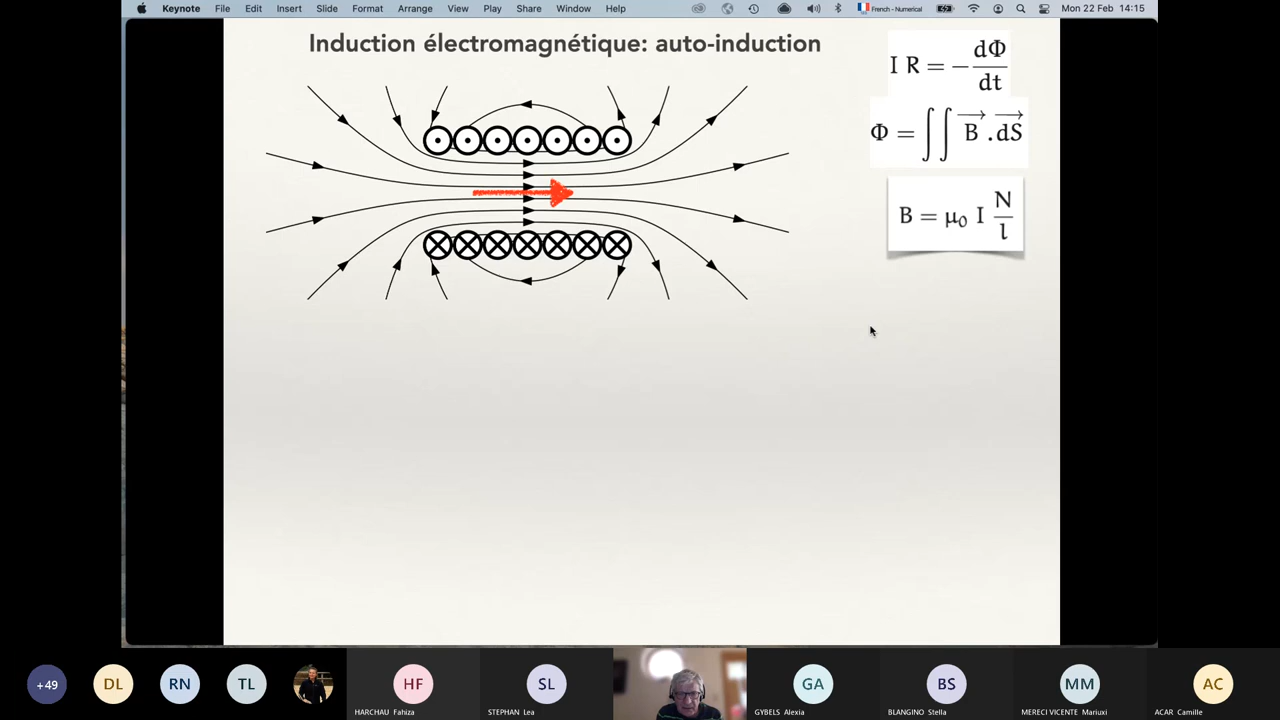 Keynote File Edit Insert Slide Format Arrange View Play Share Window Help French - Numerical Mon 22 Feb 14:15
Induction électromagnétique: auto-induction
I R = − dΦ/dt
Φ = ∫∫ B . dS
B = μ₀ I N/l
+49 DL RN TL HF SL GA BS MM AC
HARCHAU Fahiza STEPHAN Lea GYBELS Alexia BLANGINO Stella MERECI VICENTE Mariuxi ACAR Camille